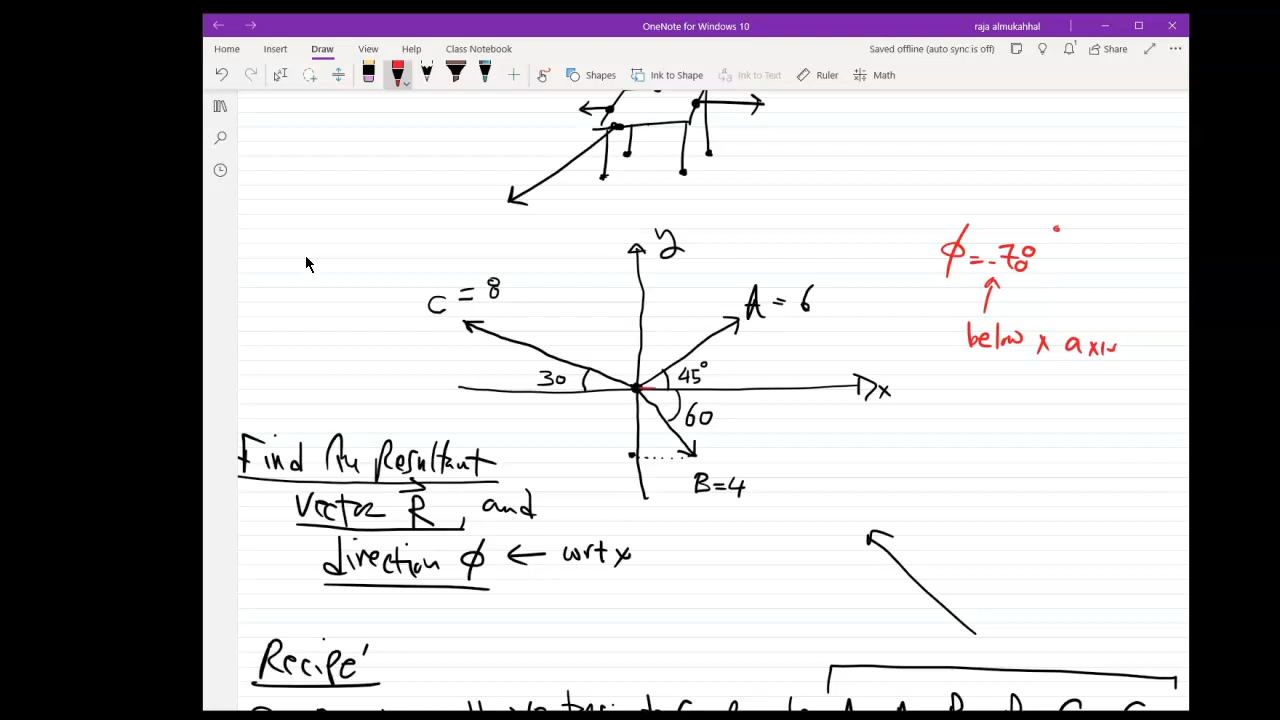 OneNote for Windows 10
raja almukahhal
Home Insert Draw View Help Class Notebook
Saved offline (auto sync is off) Share
Shapes Ink to Shape Ink to Text Ruler Math
y
C = 8
A = 6
30
45°
x
60
B=4
ϕ = -70°
below x axis
Find the Resultant
Vector R, and
direction ϕ ← wrt x
Recipe